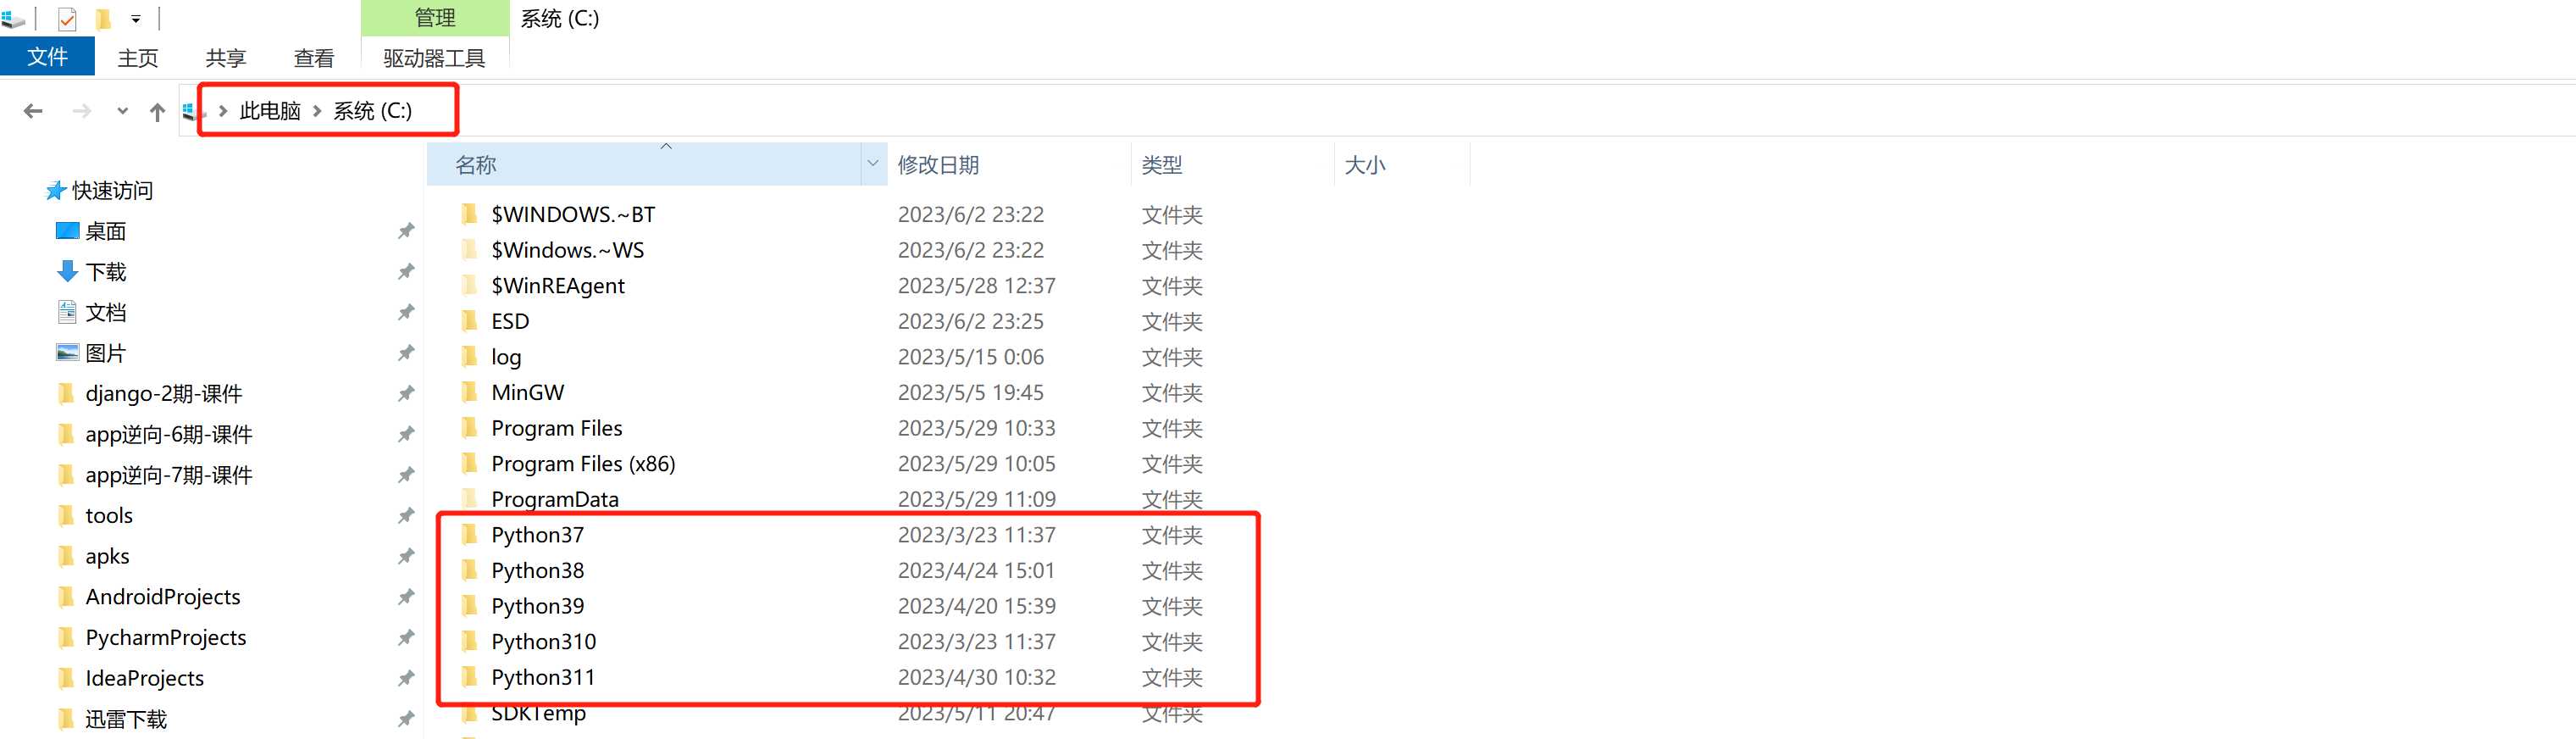 管理 系统 (C:)
文件 主页 共享 查看 驱动器工具
此电脑 系统 (C:)
名称 修改日期 类型 大小
快速访问
桌面
下载
文档
图片
django-2期-课件
app逆向-6期-课件
app逆向-7期-课件
tools
apks
AndroidProjects
PycharmProjects
IdeaProjects
迅雷下载
$WINDOWS.~BT 2023/6/2 23:22 文件夹
$Windows.~WS 2023/6/2 23:22 文件夹
$WinREAgent 2023/5/28 12:37 文件夹
ESD 2023/6/2 23:25 文件夹
log 2023/5/15 0:06 文件夹
MinGW 2023/5/5 19:45 文件夹
Program Files 2023/5/29 10:33 文件夹
Program Files (x86) 2023/5/29 10:05 文件夹
ProgramData 2023/5/29 11:09 文件夹
Python37 2023/3/23 11:37 文件夹
Python38 2023/4/24 15:01 文件夹
Python39 2023/4/20 15:39 文件夹
Python310 2023/3/23 11:37 文件夹
Python311 2023/4/30 10:32 文件夹
SDKTemp 2023/5/11 20:47 文件夹